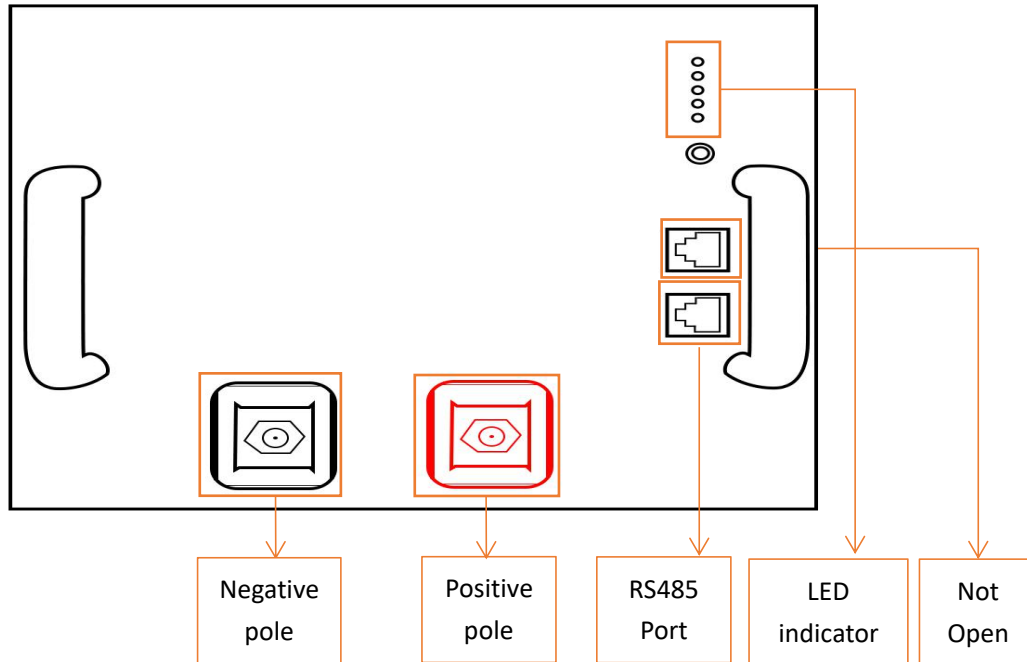 Negative
pole
Positive
pole
RS485
Port
LED
indicator
Not
Open